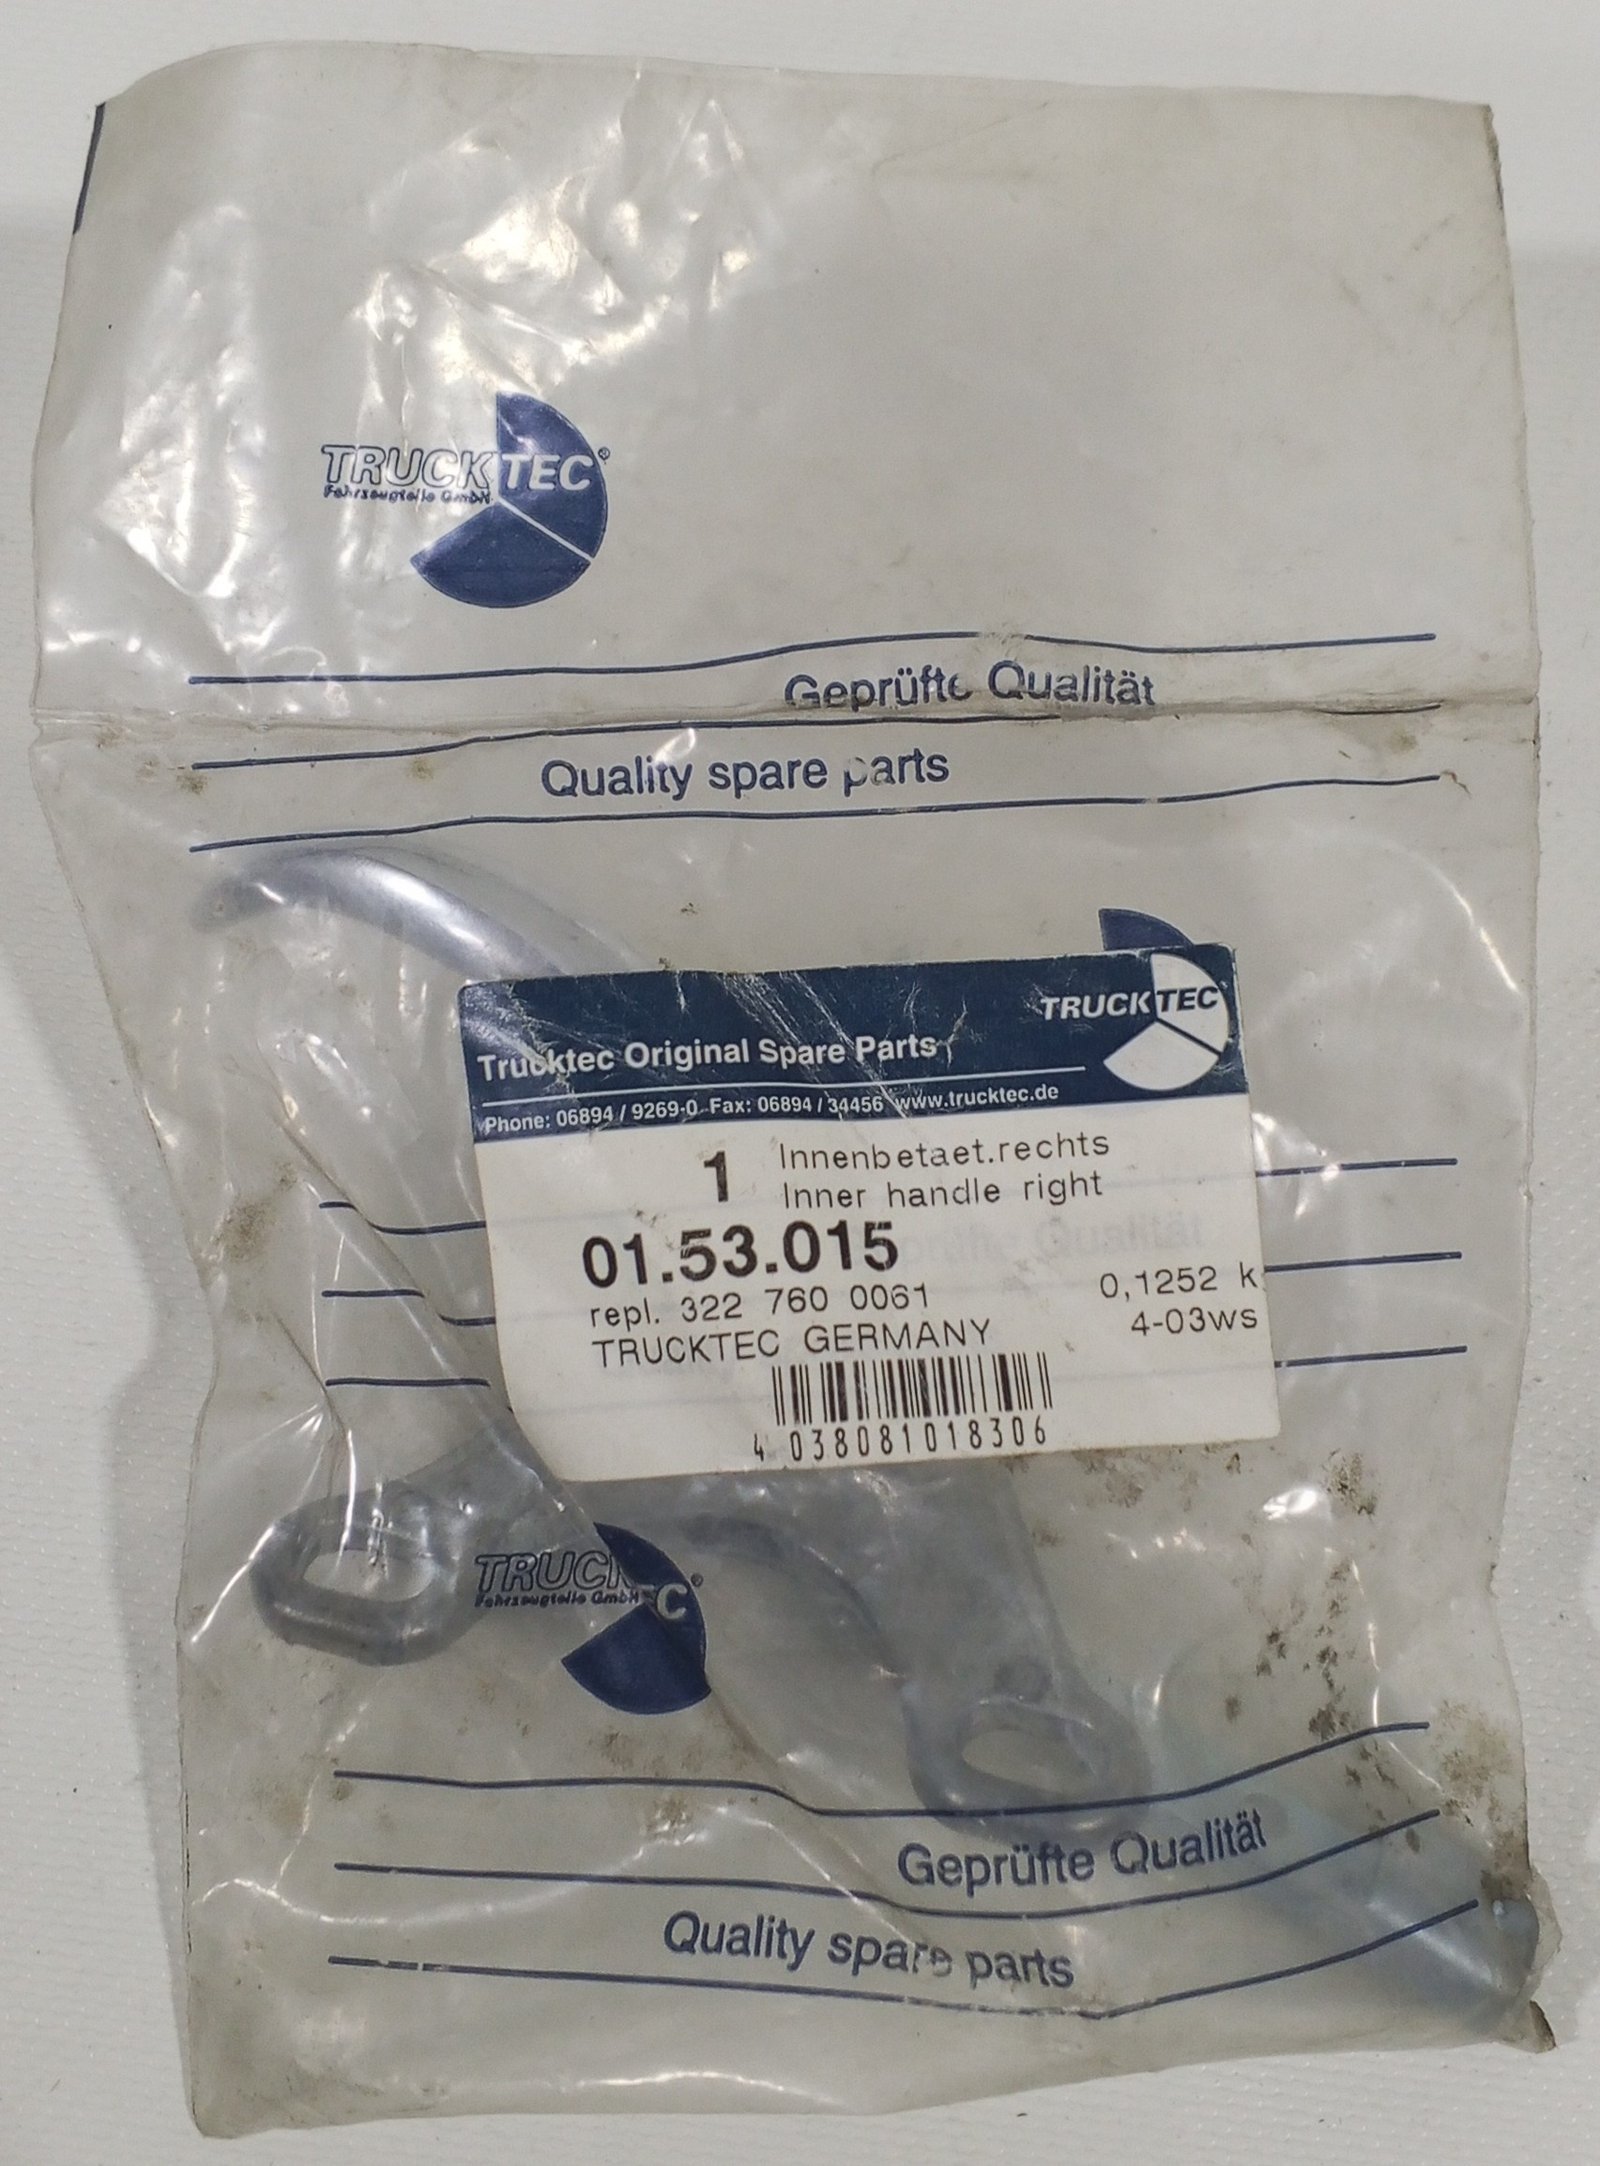 TRUCKTEC®
Fahrzeugteile GmbH
Geprüfte Qualität
Quality spare parts
TRUCKTEC
Trucktec Original Spare Parts
Phone: 06894 / 9269-0 Fax: 06894 / 34456 www.trucktec.de
1 Innenbetaet.rechts
Inner handle right
01.53.015
repl. 322 760 0061 0,1252 k
TRUCKTEC GERMANY 4-03ws
4 038081018306
TRUCKTEC®
Fahrzeugteile GmbH
Geprüfte Qualität
Quality spare parts